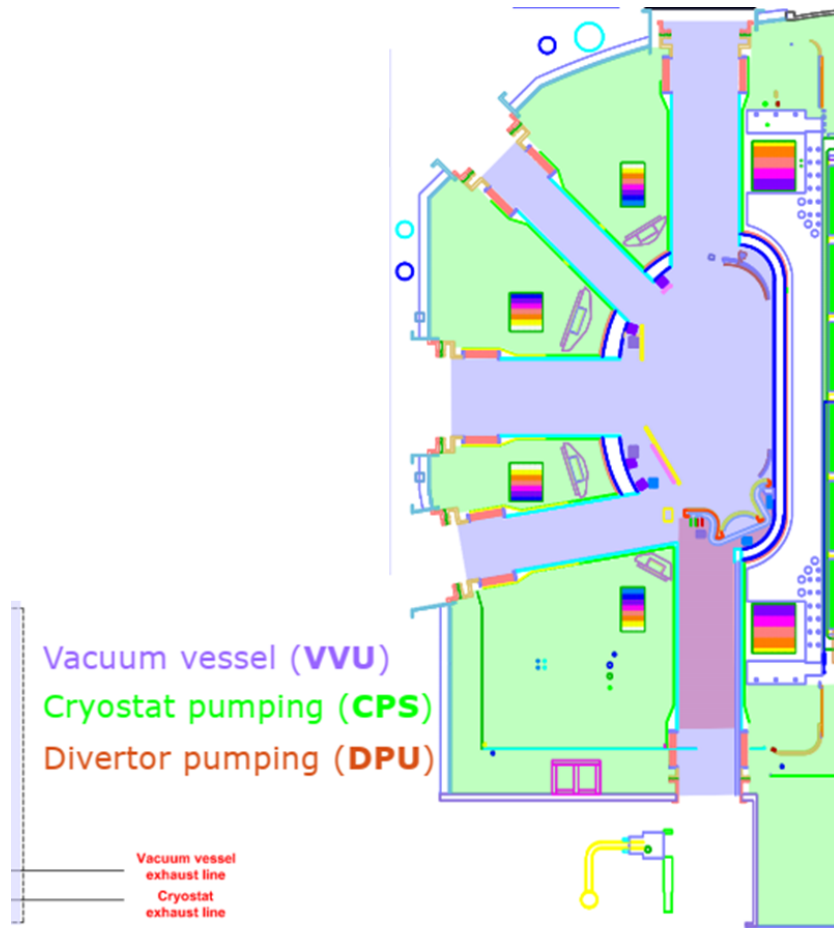 Vacuum vessel (VVU)
Cryostat pumping (CPS)
Divertor pumping (DPU)
Vacuum vessel
exhaust line
Cryostat
exhaust line